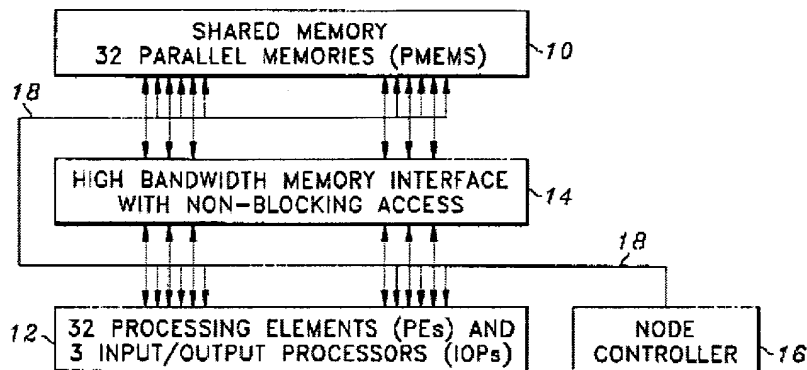 SHARED MEMORY
32 PARALLEL MEMORIES (PMEMS)
10
18
HIGH BANDWIDTH MEMORY INTERFACE
WITH NON-BLOCKING ACCESS
14
18
12
32 PROCESSING ELEMENTS (PEs) AND
3 INPUT/OUTPUT PROCESSORS (IOPs)
NODE
CONTROLLER
16